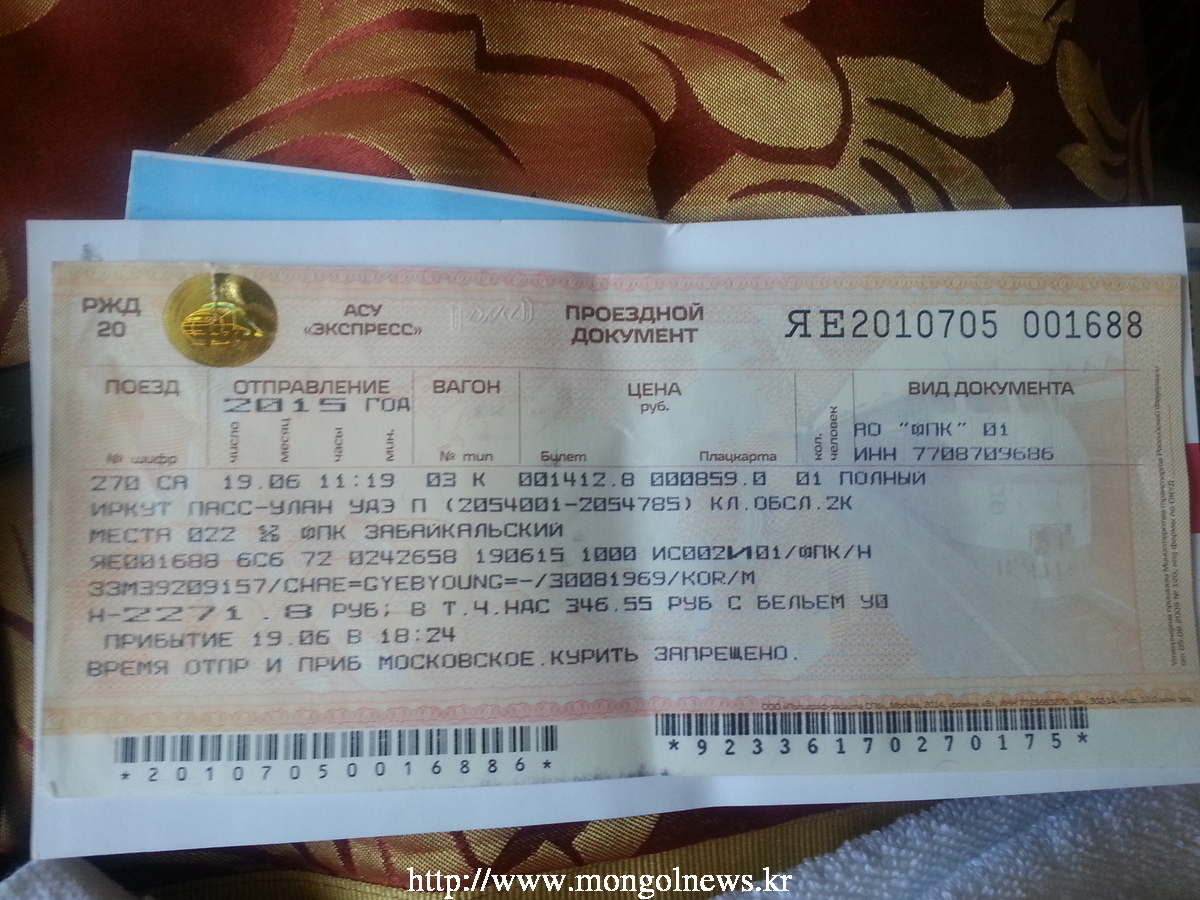 РЖД
20
АСУ
«ЭКСПРЕСС»
ПРОЕЗДНОЙ
ДОКУМЕНТ
ЯЕ2010705 001688
ПОЕЗД ОТПРАВЛЕНИЕ ВАГОН ЦЕНА ВИД ДОКУМЕНТА
2015 ГОД руб.
число месяц часы мин. кол. человек
АО "ФПК" 01
№ шифр № тип Билет Плацкарта ИНН 7708709686
270 СА 19.06 11:19 03 К 001412.8 000859.0 01 ПОЛНЫЙ
ИРКУТ ПАСС-УЛАН УДЭ П (2054001-2054785) КЛ.ОБСЛ.2К
МЕСТА 022 ФПК ЗАБАЙКАЛЬСКИЙ
ЯЕ001688 6С6 72 0242658 190615 1000 ИС002И01/ФПК/Н
ЗЗМ39209157/CHAE=GYEBYOUNG=-/30081969/KOR/M
Н-2271.8 РУБ; В Т.Ч.НДС 346.55 РУБ С БЕЛЬЕМ У0
ПРИБЫТИЕ 19.06 В 18:24
ВРЕМЯ ОТПР И ПРИБ МОСКОВСКОЕ.КУРИТЬ ЗАПРЕЩЕНО.
*20107050016886*
*92336170270175*
http://www.mongolnews.kr